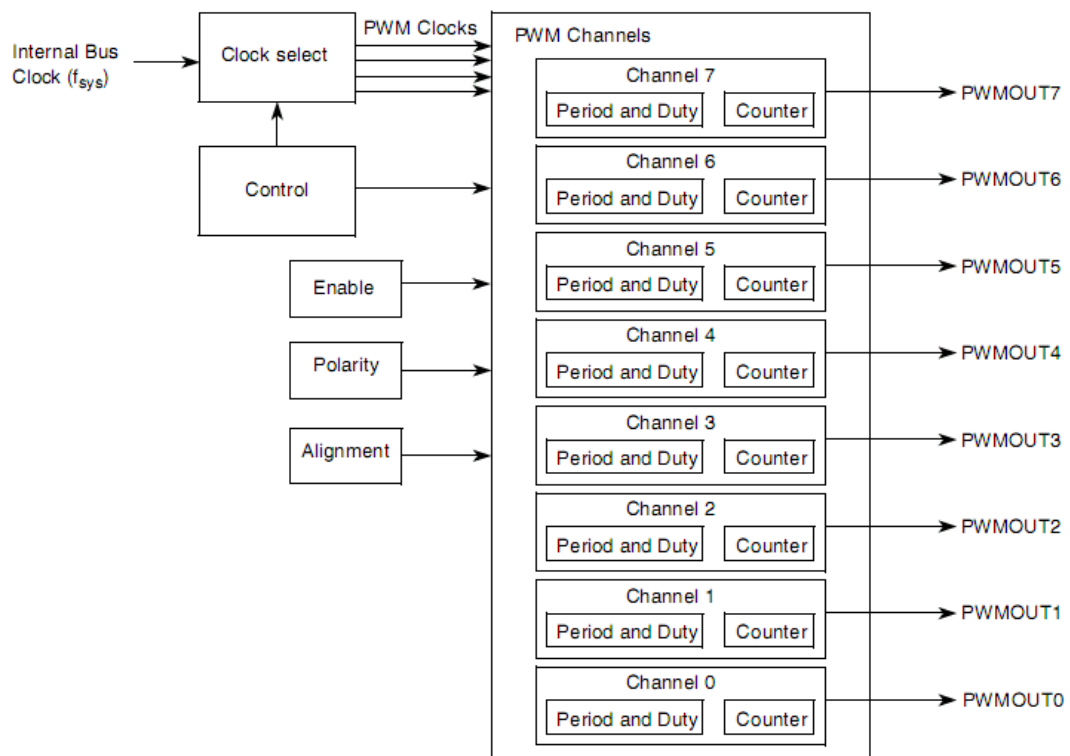 Internal Bus
Clock (fsys)
Clock select
PWM Clocks
Control
Enable
Polarity
Alignment
PWM Channels
Channel 7
Period and Duty
Counter
PWMOUT7
Channel 6
Period and Duty
Counter
PWMOUT6
Channel 5
Period and Duty
Counter
PWMOUT5
Channel 4
Period and Duty
Counter
PWMOUT4
Channel 3
Period and Duty
Counter
PWMOUT3
Channel 2
Period and Duty
Counter
PWMOUT2
Channel 1
Period and Duty
Counter
PWMOUT1
Channel 0
Period and Duty
Counter
PWMOUT0